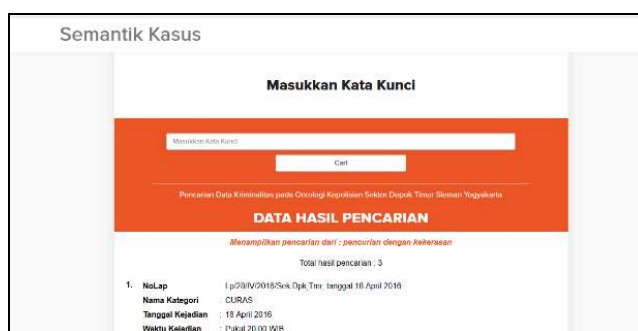 Semantik Kasus
Masukkan Kata Kunci
Masukkan Kata Kunci
Cari
Pencarian Data Kriminalitas pada Ontologi Kepolisian Sektor Depok Timur Sleman Yogyakarta
DATA HASIL PENCARIAN
Menampilkan pencarian dari : pencurian dengan kekerasan
Total hasil pencarian : 3
1. NoLap : Lp/28/IV/2016/Sek.Dpk.Tmr, tanggal 18 April 2016
Nama Kategori : CURAS
Tanggal Kejadian : 18 April 2016
Waktu Kejadian : Pukul 20.00 WIB